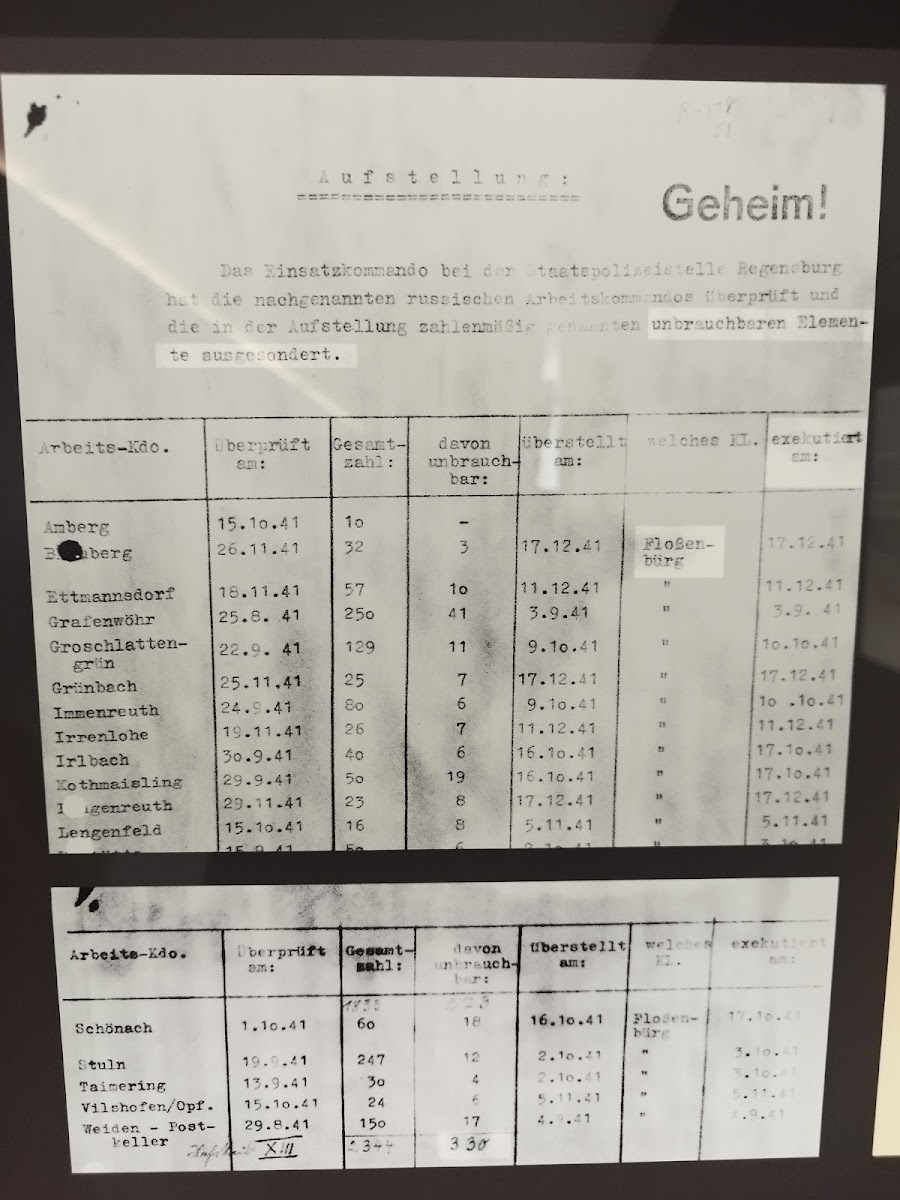 Aufstellung:
Geheim!
Das Einsatzkommando bei der Staatspolizeistelle Regensburg
hat die nachgenannten russischen Arbeitskommandos überprüft und
die in der Aufstellung zahlenmäßig genannten unbrauchbaren Elemen-
te ausgesondert.
Arbeits-Kdo. Überprüft Gesamt- davon überstellt welches KL. exekutiert
am: zahl: unbrauch- am: am:
bar:
Amberg 15.10.41 10 -
26.11.41 32 3 17.12.41 Floßen- 17.12.41
bürg
Ettmannsdorf 18.11.41 57 10 11.12.41 " 11.12.41
Grafenwöhr 25.8. 41 250 41 3.9.41 " 3.9. 41
Groschlatten- 22.9. 41 129 11 9.10.41 " 10.10.41
grün
Grünbach 25.11.41 25 7 17.12.41 " 17.12.41
Immenreuth 24.9.41 80 6 9.10.41 " 10 .10.41
Irrenlohe 19.11.41 26 7 11.12.41 " 11.12.41
Irlbach 30.9.41 40 6 16.10.41 " 17.10.41
Kothmaisling 29.9.41 50 19 16.10.41 " 17.10.41
29.11.41 23 8 17.12.41 " 17.12.41
Lengenfeld 15.10.41 16 8 5.11.41 " 5.11.41
Arbeits-Kdo. Überprüft Gesamt- davon überstellt welches exekutiert
am: zahl: unbrauch- am: KL. am:
bar:
Schönach 1.10.41 60 18 16.10.41 Floßen- 17.10.41
bürg
Stuln 19.9.41 247 12 2.10.41 " 3.10.41
Taimering 13.9.41 30 4 2.10.41 " 3.10.41
Vilshofen/Opf. 15.10.41 24 6 5.11.41 " 5.11.41
Weiden - Post- 29.8.41 150 17 4.9.41 " 4.9.41
keller XIII 2344 330